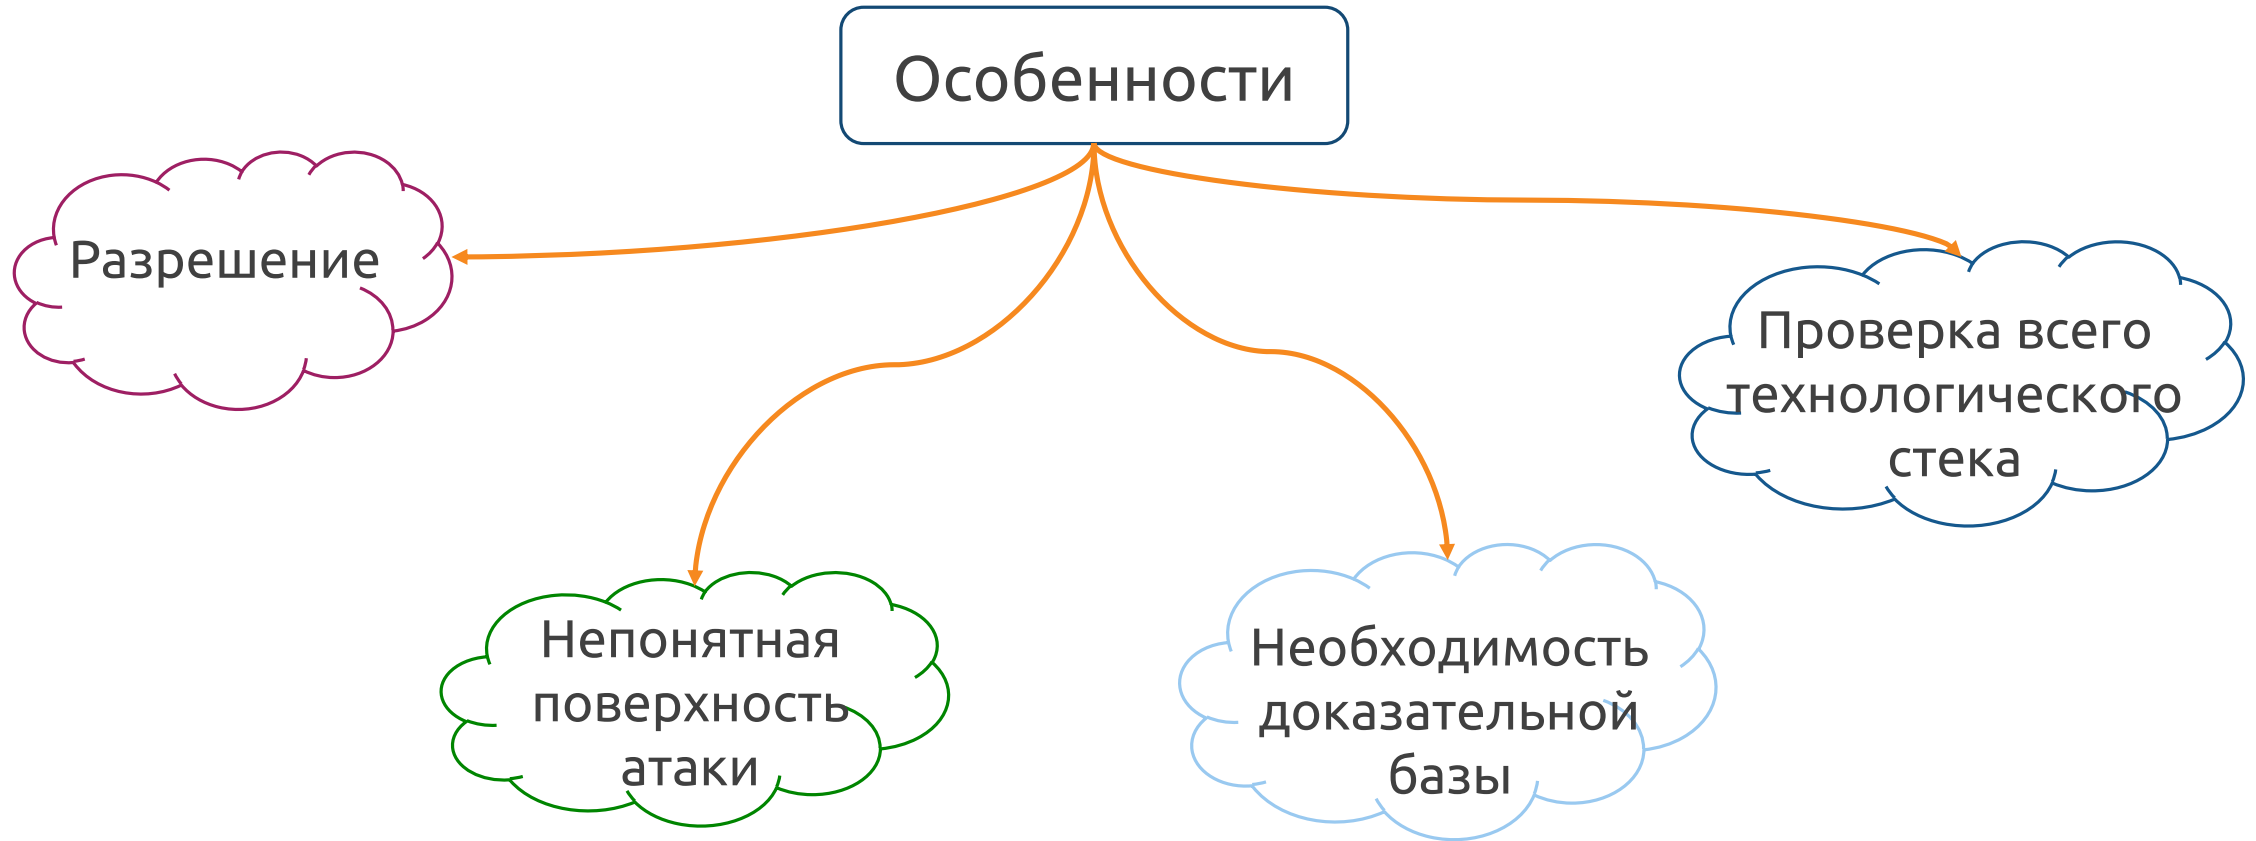 Особенности
Разрешение
Проверка всего
технологического
стека
Непонятная
поверхность
атаки
Необходимость
доказательной
базы